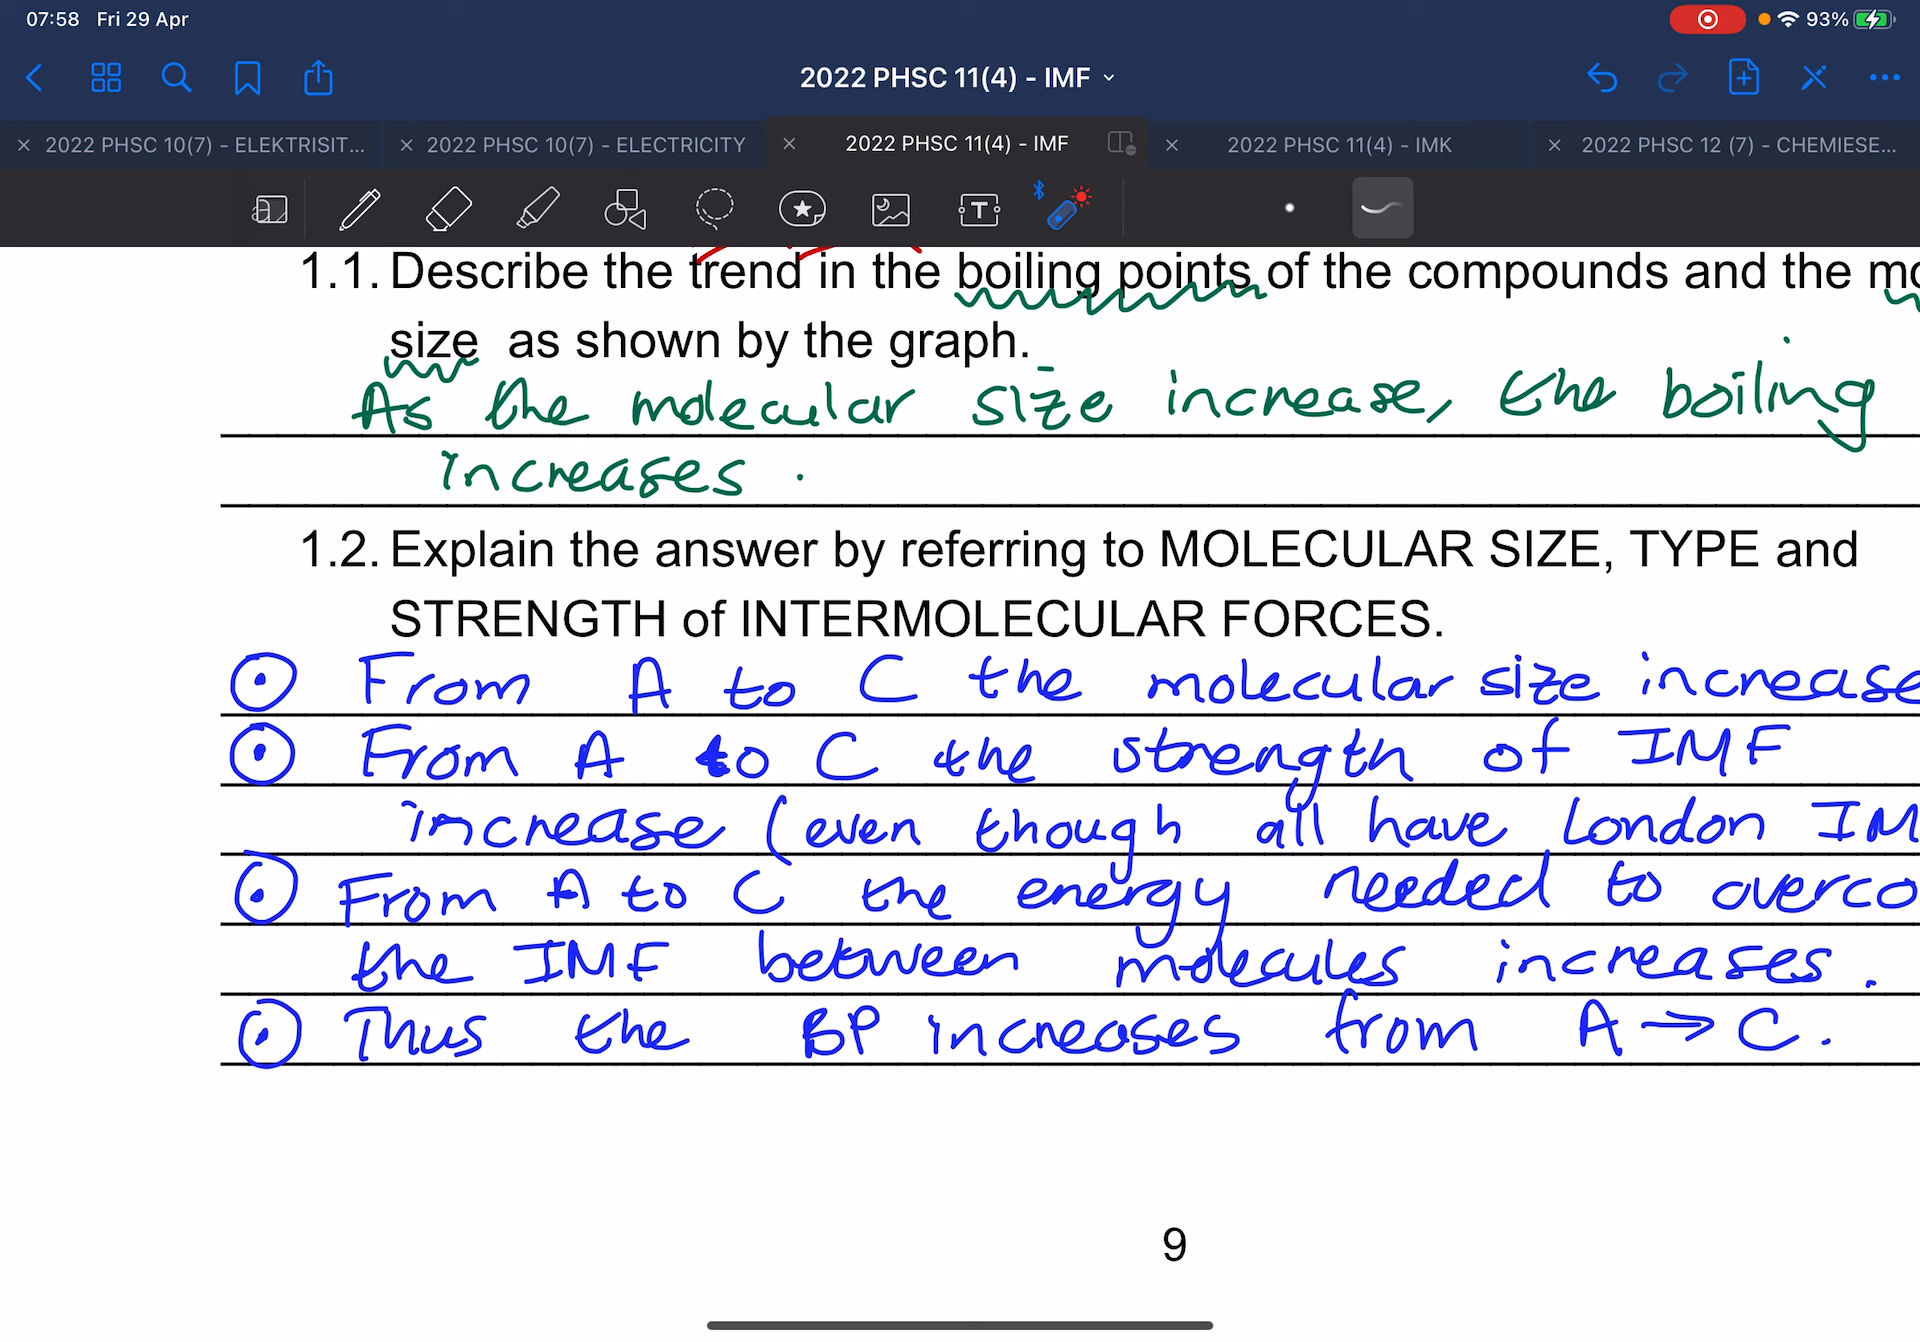 07:58 Fri 29 Apr 93%
2022 PHSC 11(4) - IMF
2022 PHSC 10(7) - ELEKTRISIT... 2022 PHSC 10(7) - ELECTRICITY 2022 PHSC 11(4) - IMF 2022 PHSC 11(4) - IMK 2022 PHSC 12 (7) - CHEMIESE...
T
1.1. Describe the trend in the boiling points of the compounds and the mo
size as shown by the graph.
As the molecular size increase, the boiling
increases.
1.2. Explain the answer by referring to MOLECULAR SIZE, TYPE and
STRENGTH of INTERMOLECULAR FORCES.
From A to C the molecular size increase
From A to C the strength of IMF
increase (even though all have London IM
From A to C the energy needed to overco
the IMF between molecules increases.
Thus the BP increases from A → C.
9